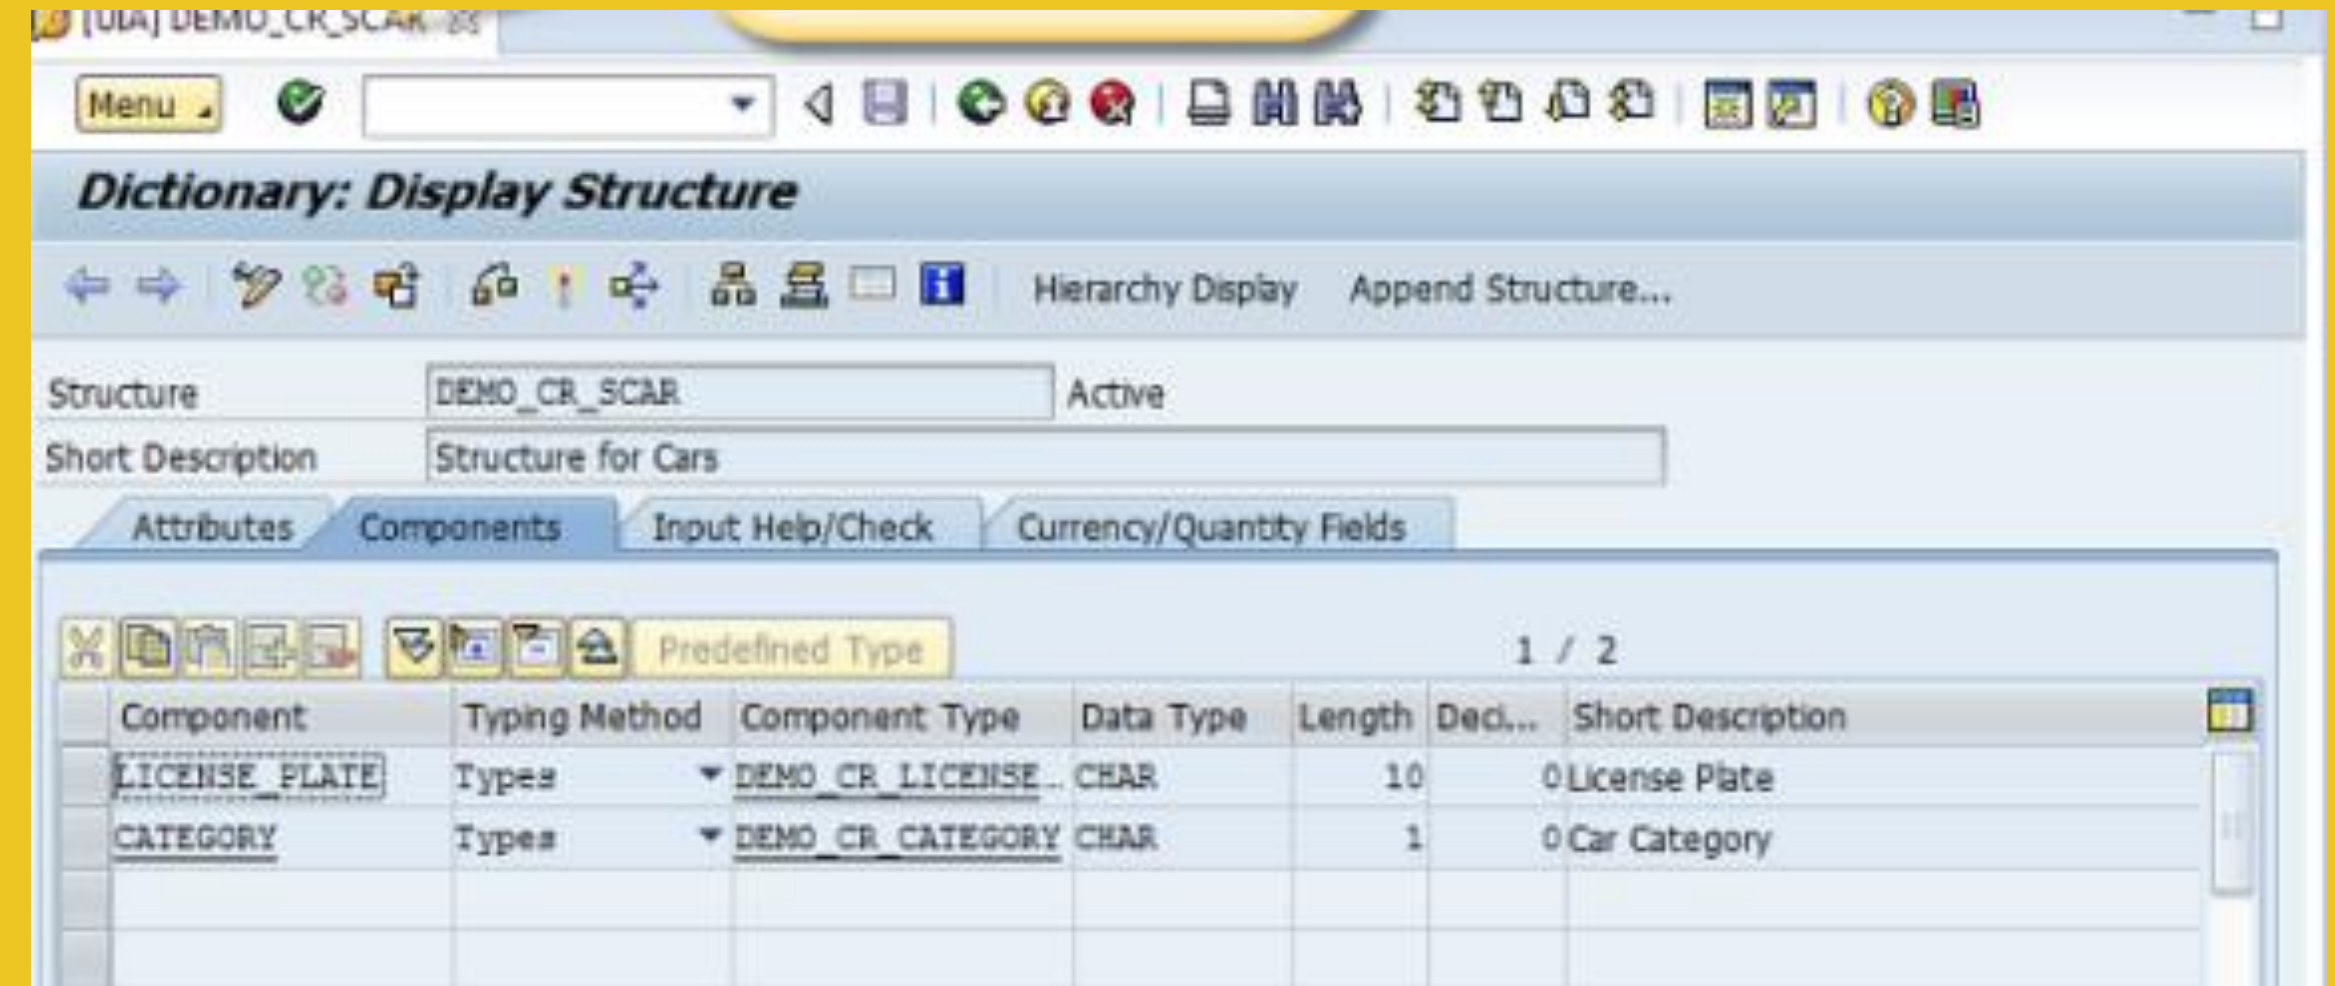 DEMO_CR_SCAR
Menu
Dictionary: Display Structure
Hierarchy Display Append Structure...
Structure DEMO_CR_SCAR Active
Short Description Structure for Cars
Attributes Components Input Help/Check Currency/Quantity Fields
Predefined Type 1 / 2
Component Typing Method Component Type Data Type Length Deci... Short Description
LICENSE_PLATE Types DEMO_CR_LICENSE... CHAR 10 0 License Plate
CATEGORY Types DEMO_CR_CATEGORY CHAR 1 0 Car Category